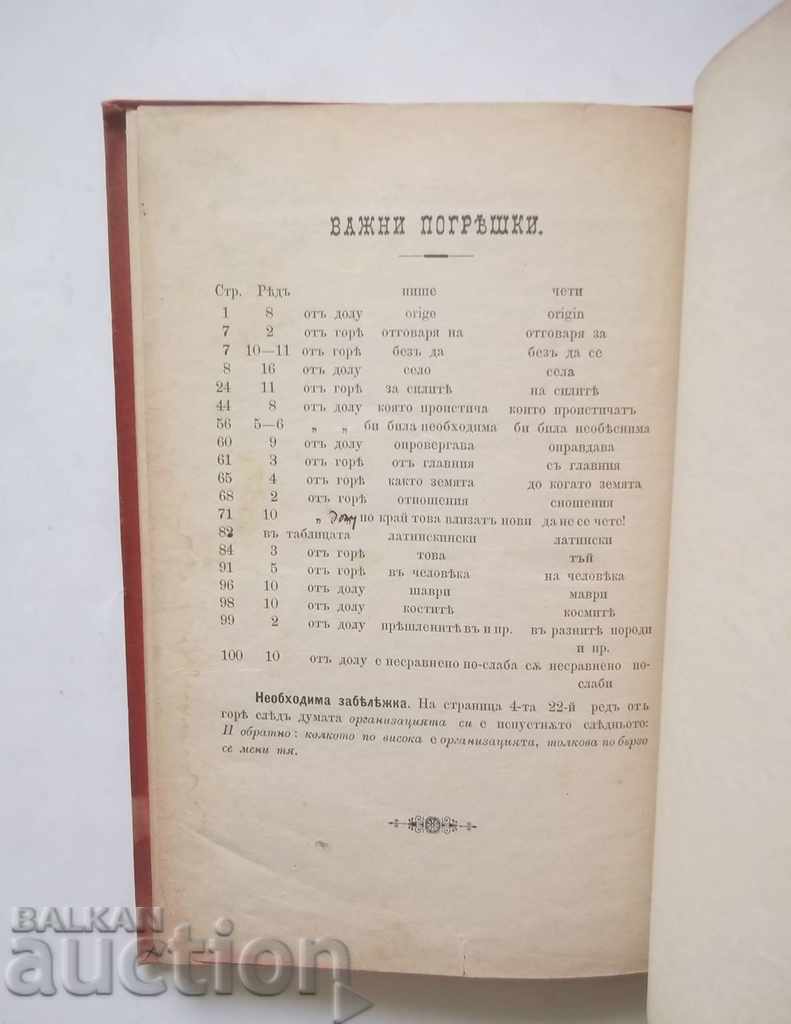 ВАЖНИ ПОГРѢШКИ.
Стр. Рѣдъ пише чети
1 8 отъ долу orige origin
7 2 отъ горѣ отговаря на отговаря за
7 10—11 отъ горѣ безъ да безъ да се
8 16 отъ долу село села
24 11 отъ горѣ за силитѣ на силитѣ
44 8 отъ долу която проистича които проистичатъ
56 5—6 „ „ би била необходима би била необѣснима
60 9 отъ долу опровергава оправдава
61 3 отъ горѣ отъ главния съ главния
65 4 отъ горѣ както земята до когато земята
68 2 отъ горѣ отношения сношения
71 10 „ долу по край това влизатъ нови да не се чете!
82 въ таблицата латинскински латински
84 3 отъ горѣ това тъй
91 5 отъ горѣ въ человѣка на человѣка
96 10 отъ долу шаври маври
98 10 отъ долу коститѣ космитѣ
99 2 отъ долу прѣшленитѣ въ и пр. въ разнитѣ породи
и пр.
100 10 отъ долу е несравнено по-слаба сѫ несравнено по-
слаби
Необходима забѣлѣжка. На страница 4-та 22-й редъ отъ
горѣ слѣдъ думата организацията си е испустнѫто слѣдньото:
И обратно: колкото по висока е организацията, толкова по бърго
се мени тя.
BALKAN
auction